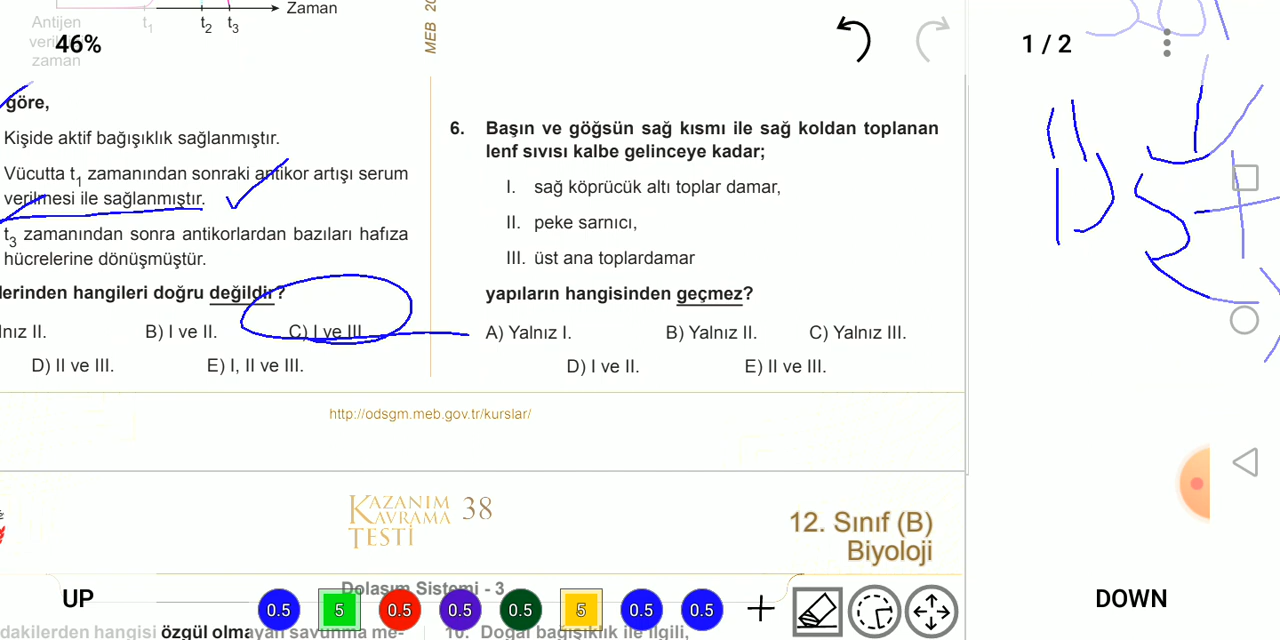 Zaman
Antijen
t1 t2 t3
46%
zaman
MEB 20
1 / 2
göre,
Kişide aktif bağışıklık sağlanmıştır.
Vücutta t1 zamanından sonraki antikor artışı serum
verilmesi ile sağlanmıştır.
t3 zamanından sonra antikorlardan bazıları hafıza
hücrelerine dönüşmüştür.
lerinden hangileri doğru değildir?
lnız II. B) I ve II. C) I ve III.
D) II ve III. E) I, II ve III.
6. Başın ve göğsün sağ kısmı ile sağ koldan toplanan
lenf sıvısı kalbe gelinceye kadar;
I. sağ köprücük altı toplar damar,
II. peke sarnıcı,
III. üst ana toplardamar
yapıların hangisinden geçmez?
A) Yalnız I. B) Yalnız II. C) Yalnız III.
D) I ve II. E) II ve III.
http://odsgm.meb.gov.tr/kurslar/
KAZANIM
KAVRAMA
TESTİ
38
12. Sınıf (B)
Biyoloji
Dolaşım Sistemi - 3
UP
0.5 5 0.5 0.5 0.5 5 0.5 0.5
DOWN
dakilerden hangisi özgül olmayan savunma me-
10. Doğal bağışıklık ile ilgili,